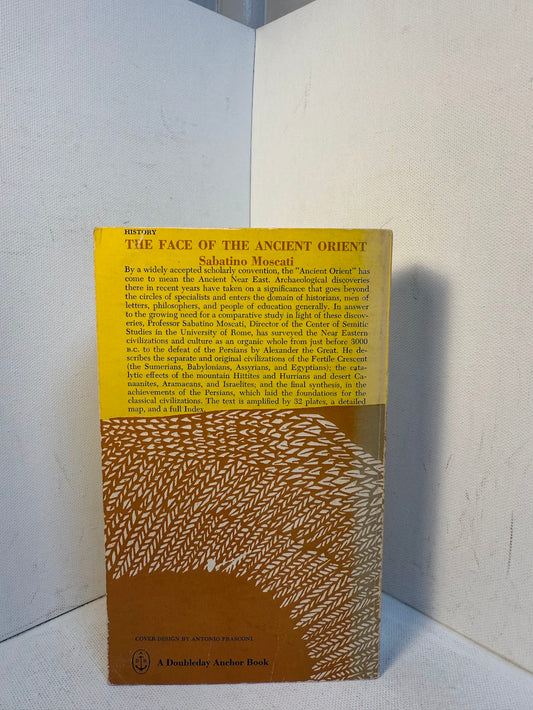 HISTORY
THE FACE OF THE ANCIENT ORIENT
Sabatino Moscati
By a widely accepted scholarly convention, the "Ancient Orient" has
come to mean the Ancient Near East. Archaeological discoveries
there in recent years have taken on a significance that goes beyond
the circles of specialists and enters the domain of historians, men of
letters, philosophers, and people of education generally. In answer
to the growing need for a comparative study in light of these discov-
eries, Professor Sabatino Moscati, Director of the Center of Semitic
Studies in the University of Rome, has surveyed the Near Eastern
civilizations and culture as an organic whole from just before 3000
B.C. to the defeat of the Persians by Alexander the Great. He de-
scribes the separate and original civilizations of the Fertile Crescent
(the Sumerians, Babylonians, Assyrians, and Egyptians); the cata-
lytic effects of the mountain Hittites and Hurrians and desert Ca-
naanites, Aramaeans, and Israelites; and the final synthesis, in the
achievements of the Persians, which laid the foundations for the
classical civilizations. The text is amplified by 32 plates, a detailed
map, and a full Index.
COVER DESIGN BY ANTONIO FRASCONI
A Doubleday Anchor Book